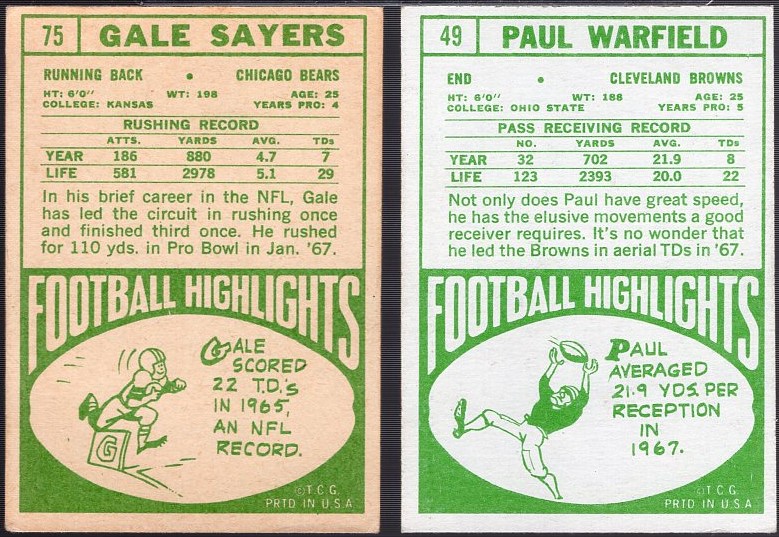 75 GALE SAYERS
RUNNING BACK • CHICAGO BEARS
HT: 6'0" WT: 198 AGE: 25
COLLEGE: KANSAS YEARS PRO: 4
RUSHING RECORD
ATTS. YARDS AVG. TDs
YEAR 186 880 4.7 7
LIFE 581 2978 5.1 29
In his brief career in the NFL, Gale
has led the circuit in rushing once
and finished third once. He rushed
for 110 yds. in Pro Bowl in Jan. '67.
FOOTBALL HIGHLIGHTS
GALE
SCORED
22 T.D.'S
IN 1965,
AN NFL
RECORD.
G
©T.C.G.
PRTD IN U.S.A.
49 PAUL WARFIELD
END • CLEVELAND BROWNS
HT: 6'0" WT: 188 AGE: 25
COLLEGE: OHIO STATE YEARS PRO: 5
PASS RECEIVING RECORD
NO. YARDS AVG. TDs
YEAR 32 702 21.9 8
LIFE 123 2393 20.0 22
Not only does Paul have great speed,
he has the elusive movements a good
receiver requires. It's no wonder that
he led the Browns in aerial TDs in '67.
FOOTBALL HIGHLIGHTS
PAUL
AVERAGED
21.9 YDS. PER
RECEPTION
IN
1967.
©T.C.G.
PRTD IN U.S.A.